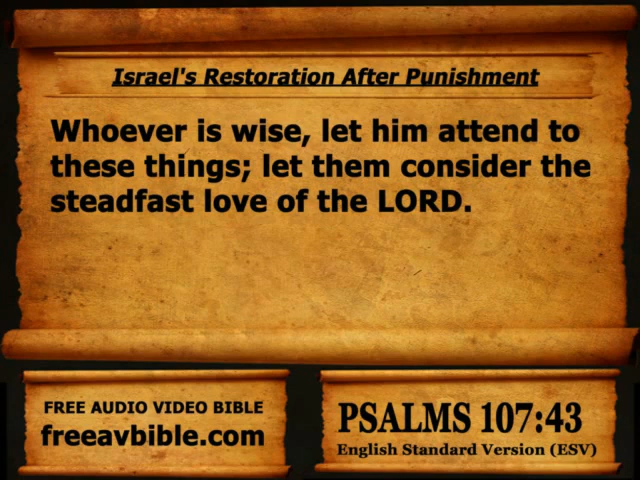 Israel's Restoration After Punishment
Whoever is wise, let him attend to
these things; let them consider the
steadfast love of the LORD.
FREE AUDIO VIDEO BIBLE
freeavbible.com
PSALMS 107:43
English Standard Version (ESV)